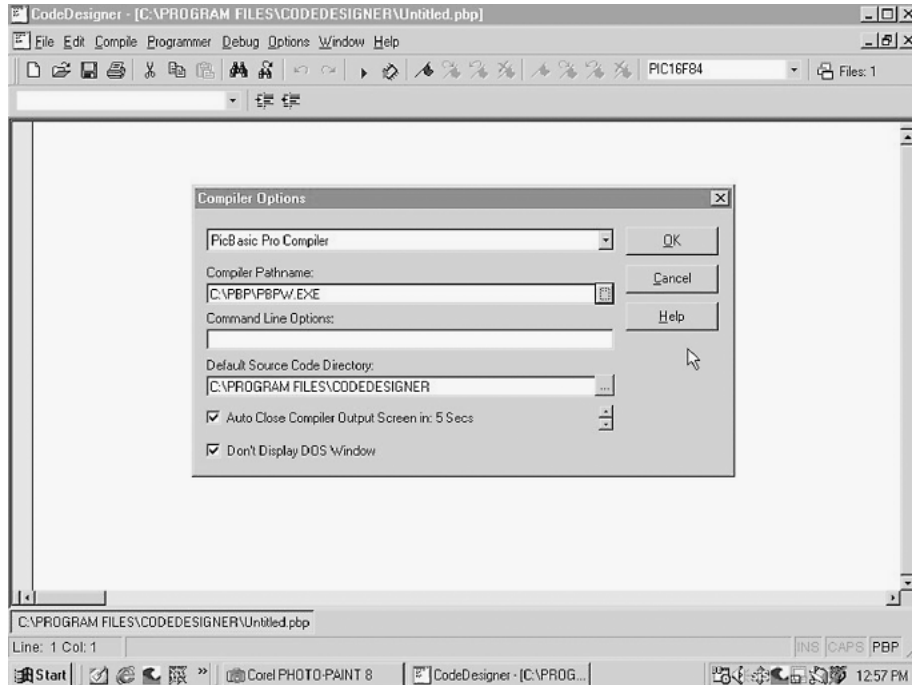 CodeDesigner - [C:\PROGRAM FILES\CODEDESIGNER\Untitled.pbp]
File Edit Compile Programmer Debug Options Window Help
PIC16F84 Files: 1
Compiler Options
PicBasic Pro Compiler
OK
Compiler Pathname:
C:\PBP\PBPW.EXE
Cancel
Command Line Options:
Help
Default Source Code Directory:
C:\PROGRAM FILES\CODEDESIGNER
...
Auto Close Compiler Output Screen in: 5 Secs
Don't Display DOS Window
C:\PROGRAM FILES\CODEDESIGNER\Untitled.pbp
Line: 1 Col: 1 INS CAPS PBP
Start » Corel PHOTO-PAINT 8 CodeDesigner - [C:\PROG... 12:57 PM